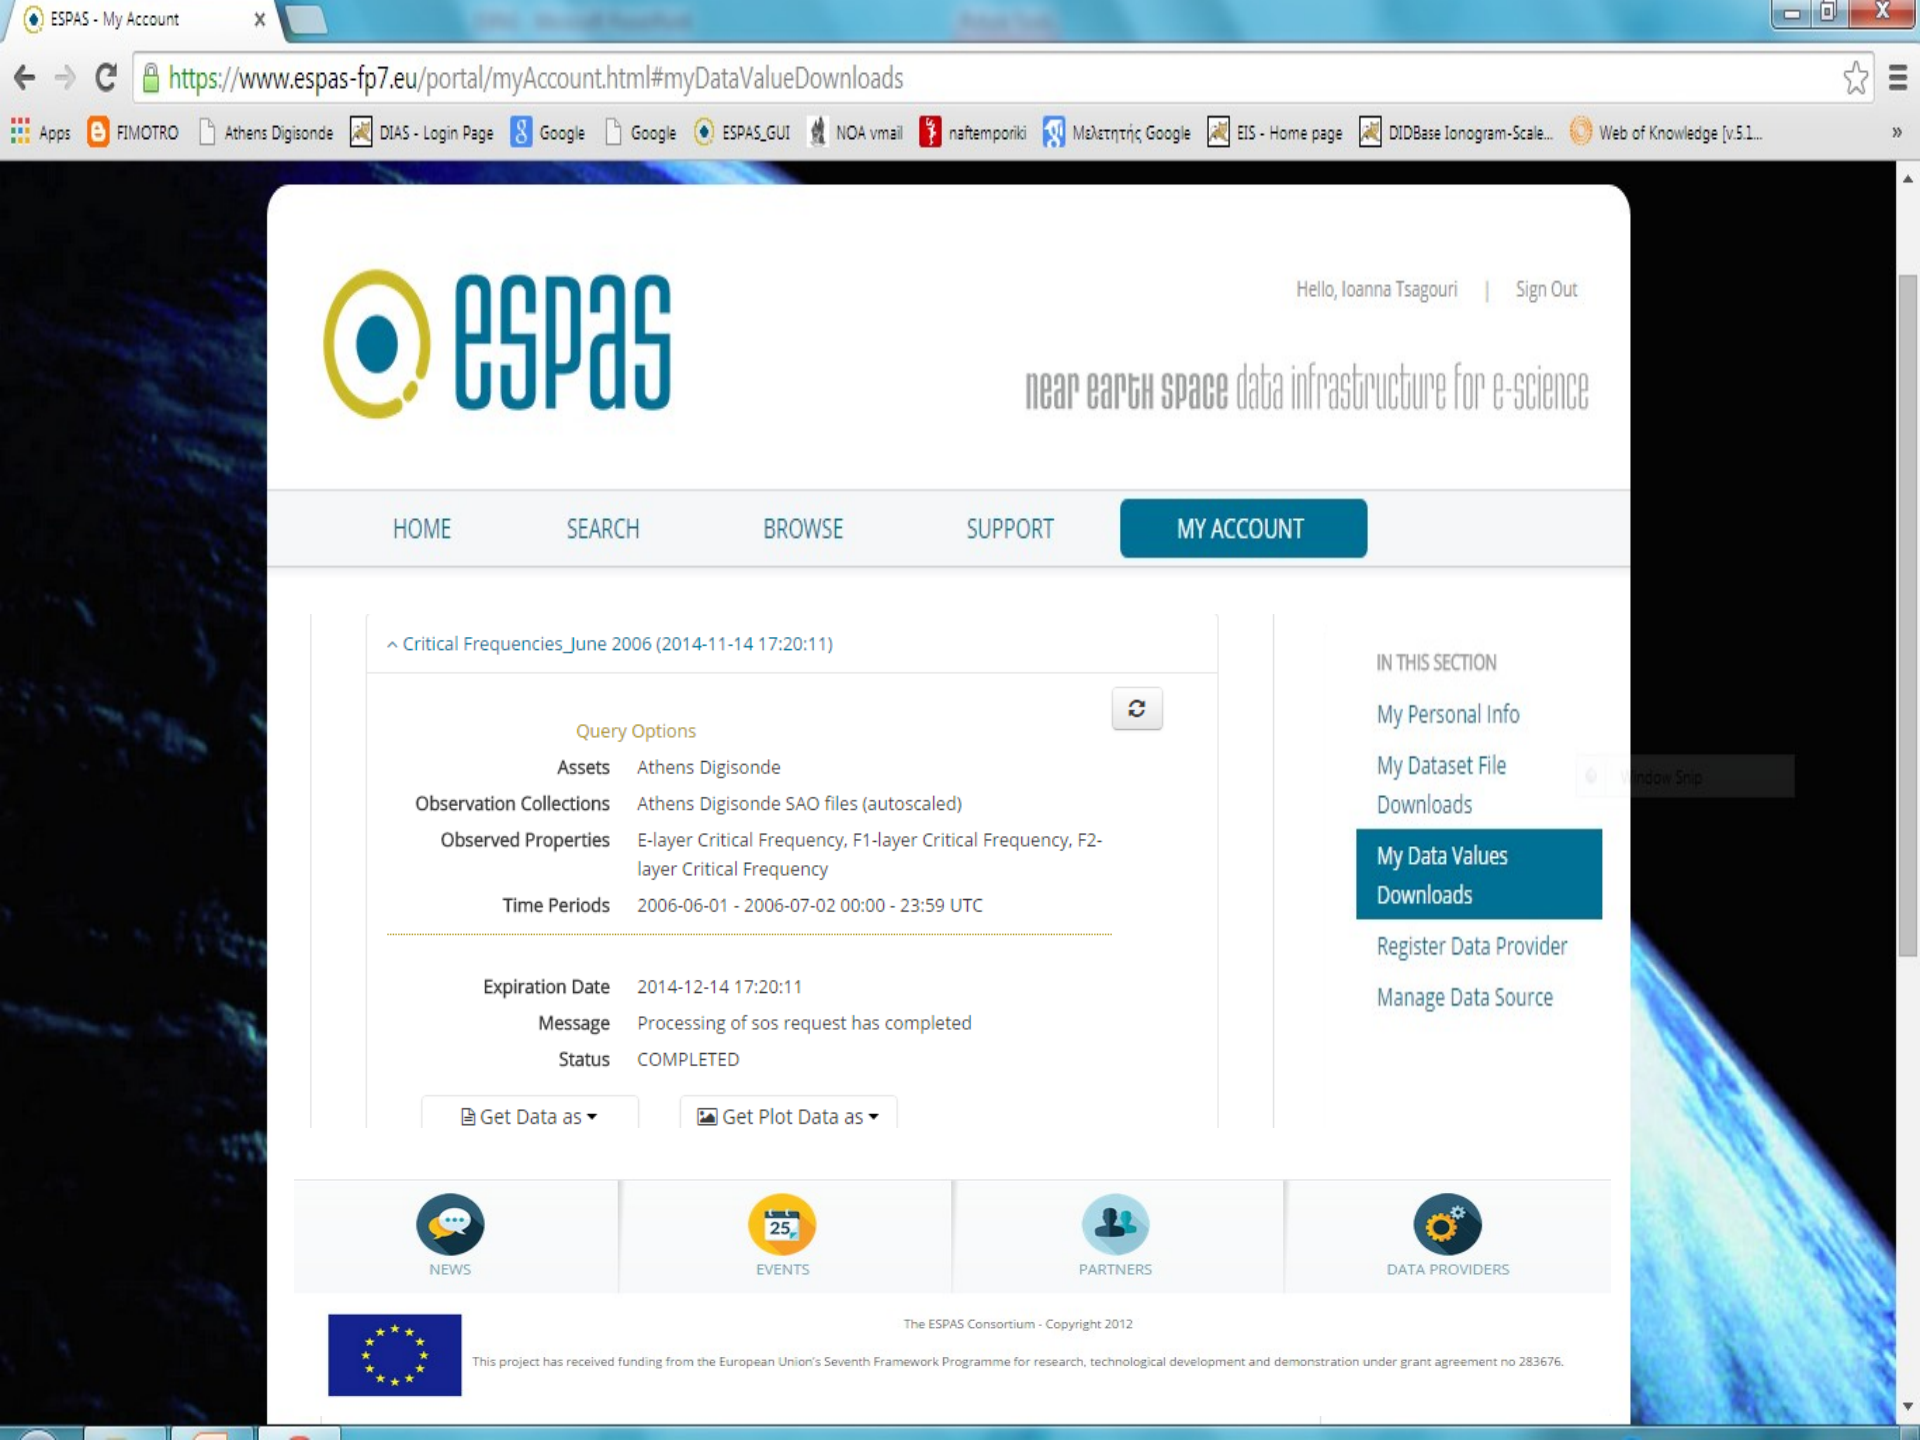 ESPAS - My Account
https://www.espas-fp7.eu/portal/myAccount.html#myDataValueDownloads
Apps FIMOTRO Athens Digisonde DIAS - Login Page Google Google ESPAS_GUI NOA vmail naftemporiki Μελετητής Google EIS - Home page DIDBase Ionogram-Scale... Web of Knowledge [v.5.1... »
espas
Hello, Ioanna Tsagouri | Sign Out
near earth space data infrastructure for e-science
HOME SEARCH BROWSE SUPPORT MY ACCOUNT
Critical Frequencies_June 2006 (2014-11-14 17:20:11)
Query Options
Assets Athens Digisonde
Observation Collections Athens Digisonde SAO files (autoscaled)
Observed Properties E-layer Critical Frequency, F1-layer Critical Frequency, F2-
layer Critical Frequency
Time Periods 2006-06-01 - 2006-07-02 00:00 - 23:59 UTC
Expiration Date 2014-12-14 17:20:11
Message Processing of sos request has completed
Status COMPLETED
Get Data as Get Plot Data as
IN THIS SECTION
My Personal Info
My Dataset File
Downloads
My Data Values
Downloads
Register Data Provider
Manage Data Source
Window Snip
25
NEWS EVENTS PARTNERS DATA PROVIDERS
The ESPAS Consortium - Copyright 2012
This project has received funding from the European Union's Seventh Framework Programme for research, technological development and demonstration under grant agreement no 283676.